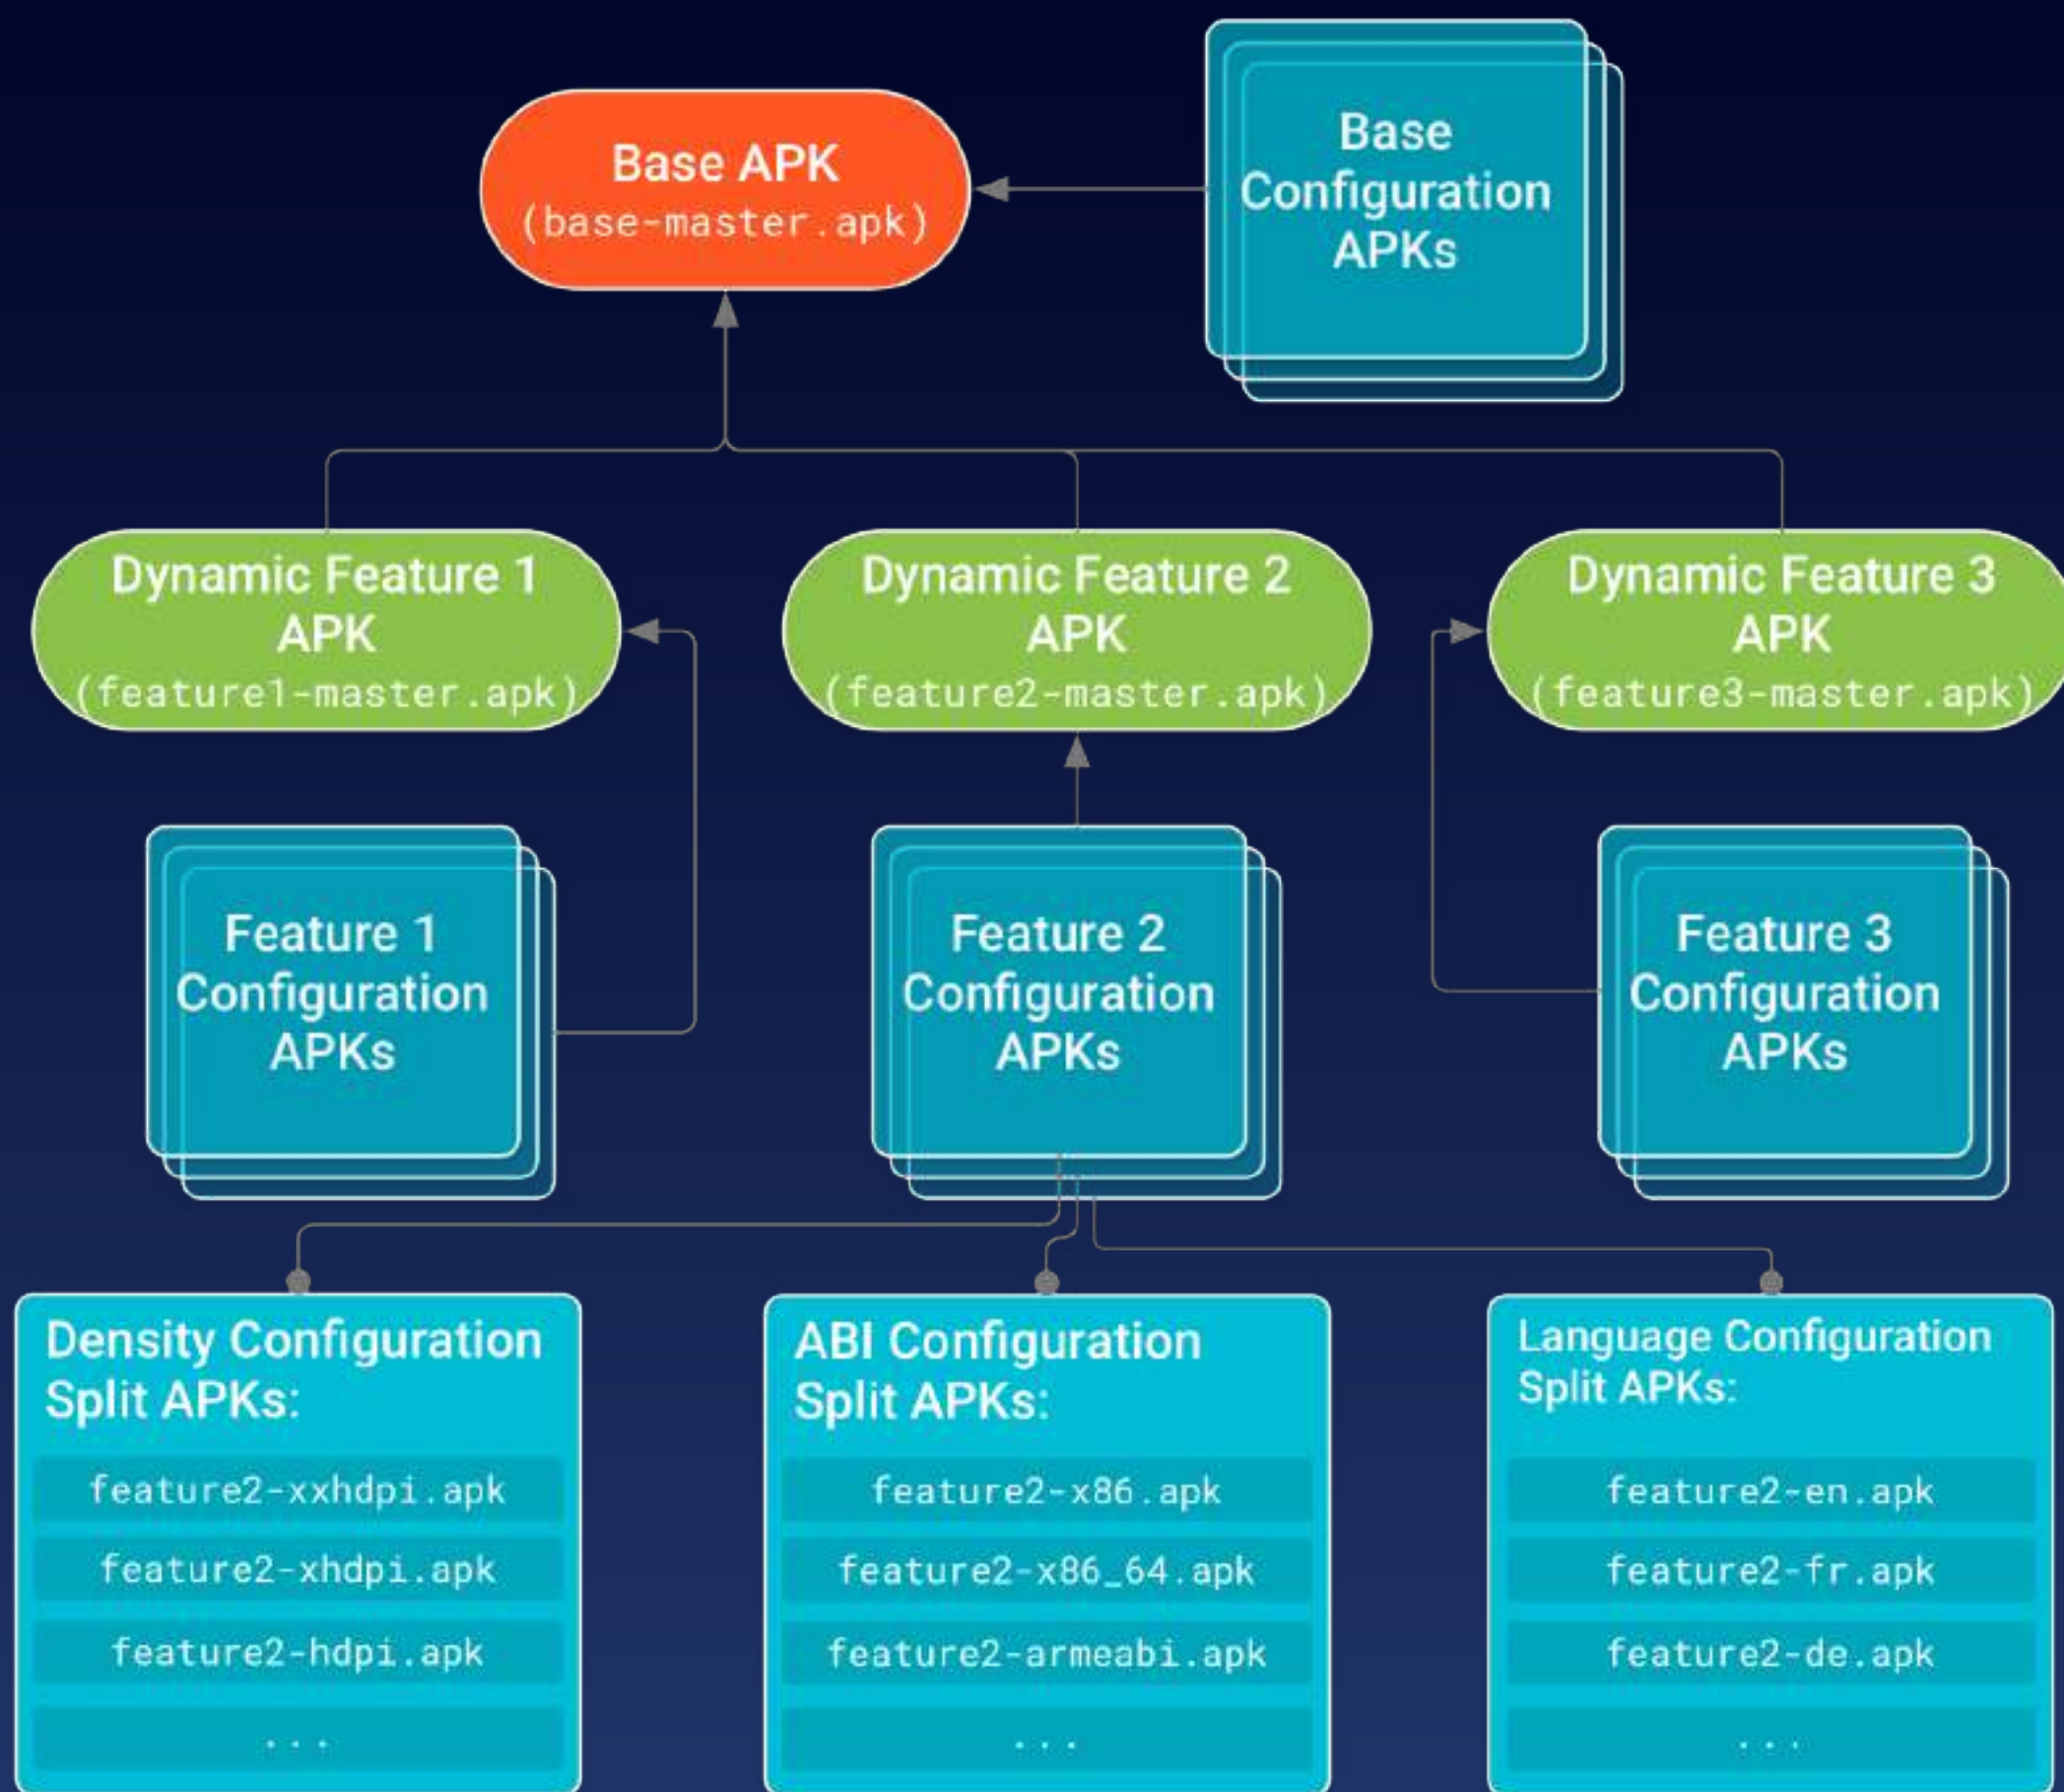 Base APK
(base-master.apk)
Base
Configuration
APKs
Dynamic Feature 1
APK
(feature1-master.apk)
Dynamic Feature 2
APK
(feature2-master.apk)
Dynamic Feature 3
APK
(feature3-master.apk)
Feature 1
Configuration
APKs
Feature 2
Configuration
APKs
Feature 3
Configuration
APKs
Density Configuration
Split APKs:
feature2-xxhdpi.apk
feature2-xhdpi.apk
feature2-hdpi.apk
...
ABI Configuration
Split APKs:
feature2-x86.apk
feature2-x86_64.apk
feature2-armeabi.apk
...
Language Configuration
Split APKs:
feature2-en.apk
feature2-fr.apk
feature2-de.apk
...